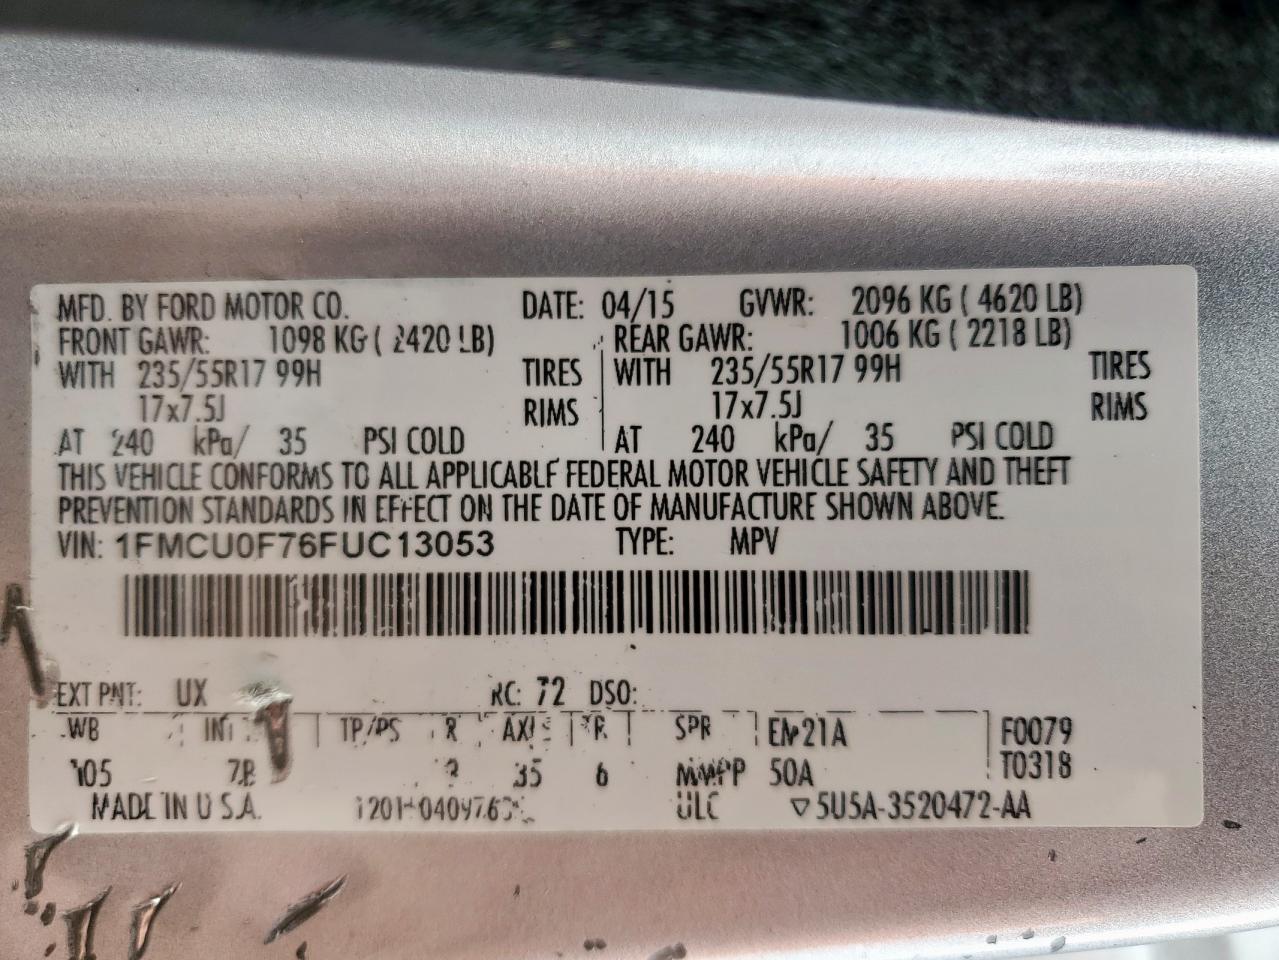 MFD. BY FORD MOTOR CO. DATE: 04/15 GVWR: 2096 KG ( 4620 LB)
FRONT GAWR: 1098 KG ( 2420 LB) REAR GAWR: 1006 KG ( 2218 LB)
WITH 235/55R17 99H TIRES WITH 235/55R17 99H TIRES
17x7.5J RIMS 17x7.5J RIMS
AT 240 kPa/ 35 PSI COLD AT 240 kPa/ 35 PSI COLD
THIS VEHICLE CONFORMS TO ALL APPLICABLE FEDERAL MOTOR VEHICLE SAFETY AND THEFT
PREVENTION STANDARDS IN EFFECT ON THE DATE OF MANUFACTURE SHOWN ABOVE.
VIN: 1FMCU0F76FUC13053 TYPE: MPV
EXT PNT: UX RC: 72 DSO:
WB INT TP/PS R AXLE TR SPR F0079
105 35 6 50A T0318
MADE IN U.S.A. ULC ▽5U5A-3520472-AA